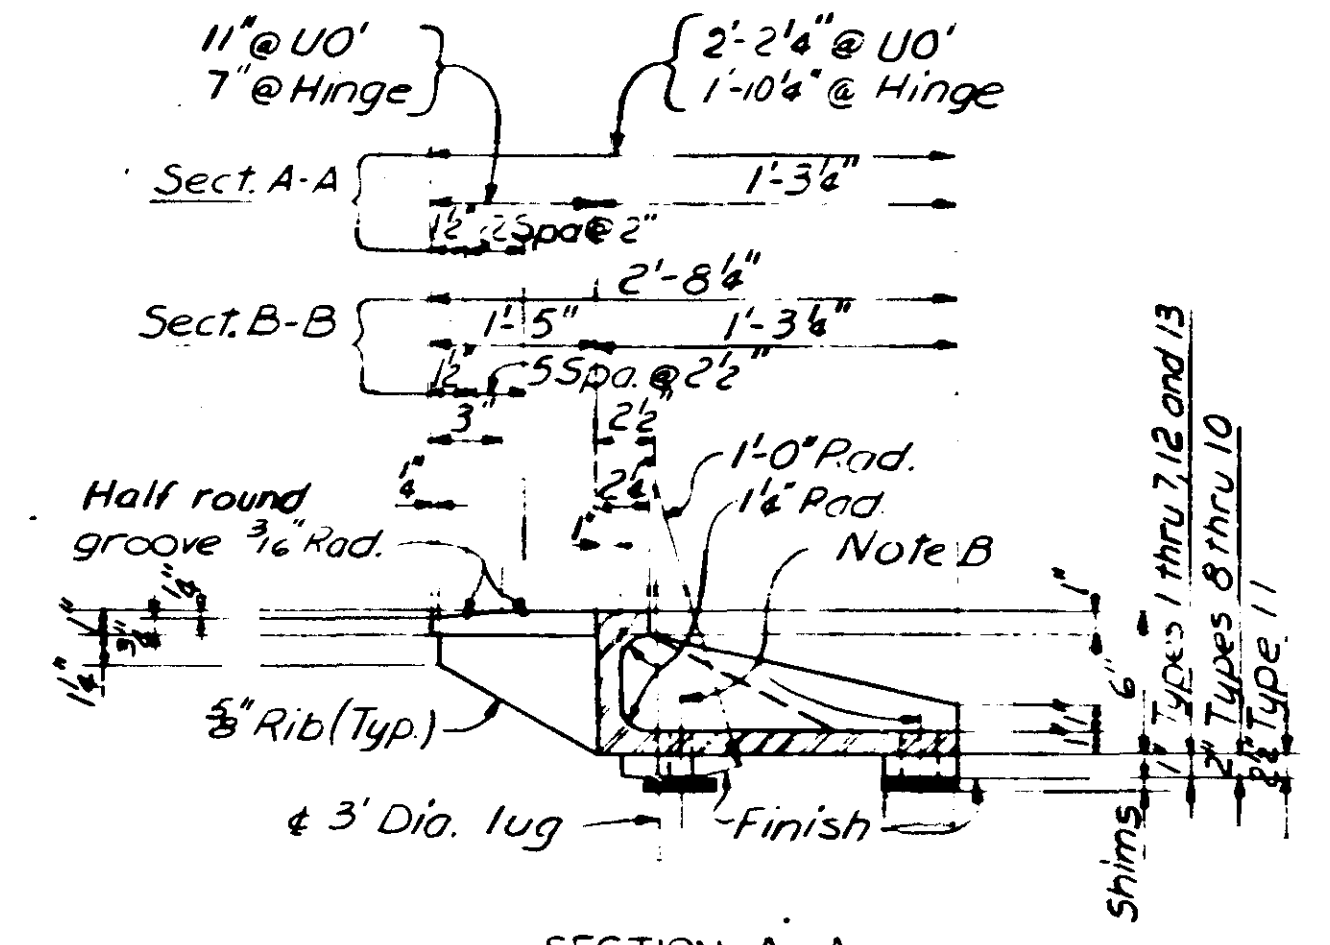 11"@ U0'
7"@ Hinge
2'-2¼" @ U0'
1'-10¼" @ Hinge
Sect. A-A
1'-3¼"
1½" 2 Spa @ 2"
2'-8¼"
Sect. B-B
1'-5"
1'-3¼"
1½" 5 Spa. @ 2½"
3"
2½"
¼"
2¼
1"
1'-0" Rad.
1¼" Rad.
Half round
groove 3/16" Rad.
Note B
1¼"
1"
¾"
1¼"
⅝" Rib (Typ.)
1"
6"
1"
1"
℄ 3' Dia. lug
Finish
Shims
1" Types 1 thru 7, 12 and 13
2" Types 8 thru 10
Type 11
SECTION A-A